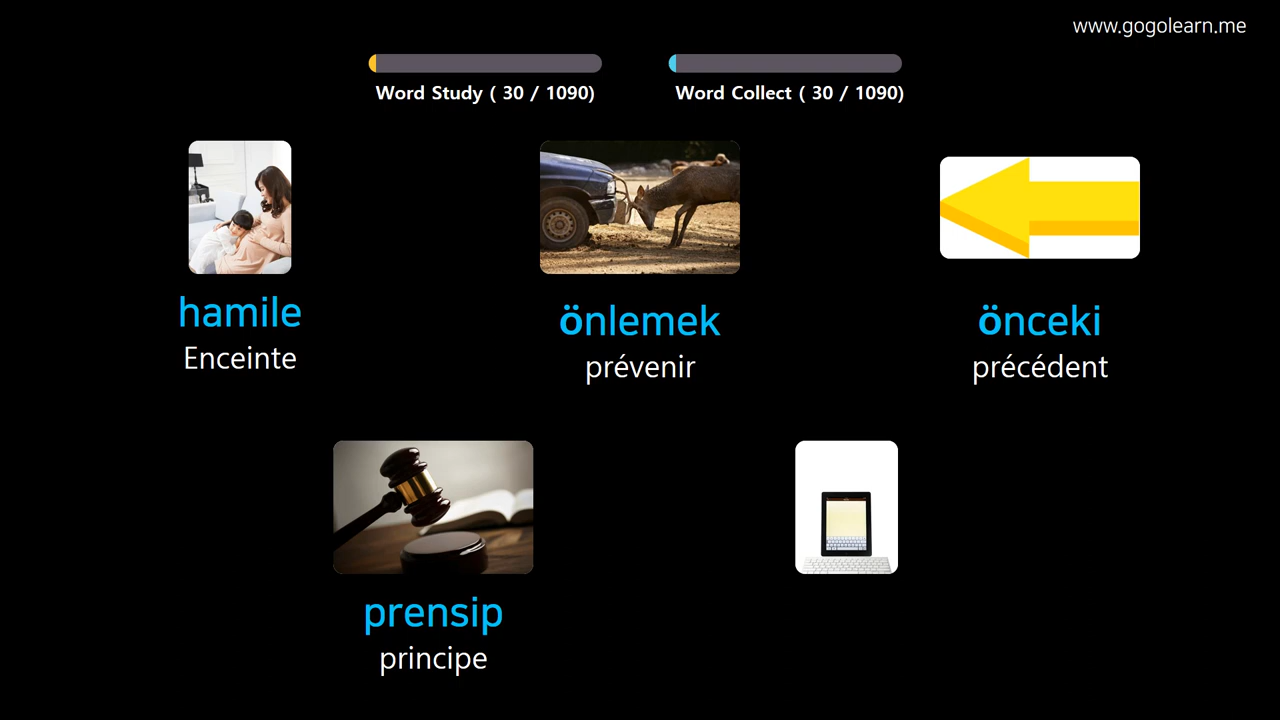 www.gogolearn.me
Word Study ( 30 / 1090)
Word Collect ( 30 / 1090)
hamile
Enceinte
önlemek
prévenir
önceki
précédent
prensip
principe